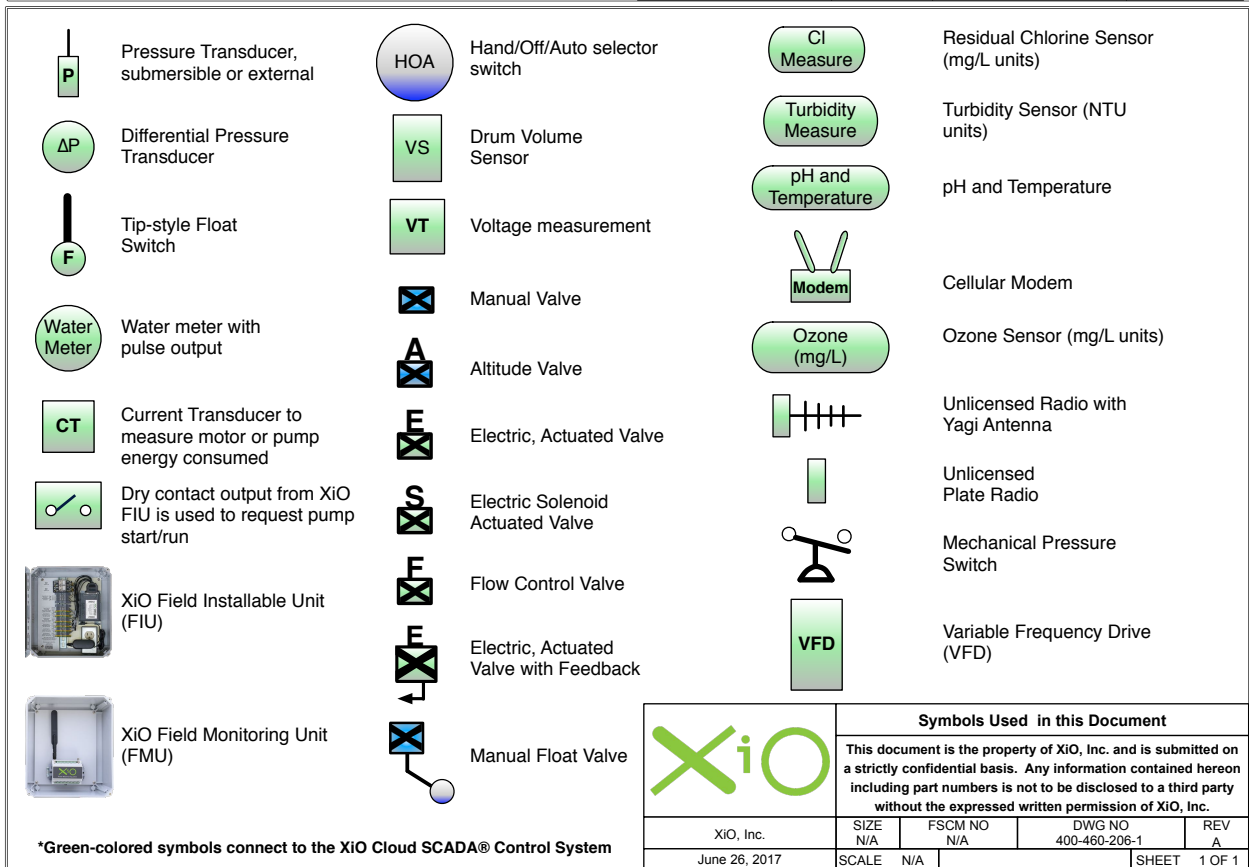 P
Pressure Transducer,
submersible or external
ΔP
Differential Pressure
Transducer
F
Tip-style Float
Switch
Water
Meter
Water meter with
pulse output
CT
Current Transducer to
measure motor or pump
energy consumed
Dry contact output from XiO
FIU is used to request pump
start/run
XiO Field Installable Unit
(FIU)
XiO
XiO Field Monitoring Unit
(FMU)
HOA
Hand/Off/Auto selector
switch
VS
Drum Volume
Sensor
VT
Voltage measurement
Manual Valve
A
Altitude Valve
E
Electric, Actuated Valve
S
Electric Solenoid
Actuated Valve
F
Flow Control Valve
E
Electric, Actuated
Valve with Feedback
Manual Float Valve
Cl
Measure
Residual Chlorine Sensor
(mg/L units)
Turbidity
Measure
Turbidity Sensor (NTU
units)
pH and
Temperature
pH and Temperature
Modem
Cellular Modem
Ozone
(mg/L)
Ozone Sensor (mg/L units)
Unlicensed Radio with
Yagi Antenna
Unlicensed
Plate Radio
Mechanical Pressure
Switch
VFD
Variable Frequency Drive
(VFD)
*Green-colored symbols connect to the XiO Cloud SCADA® Control System
XiO
Symbols Used in this Document
This document is the property of XiO, Inc. and is submitted on
a strictly confidential basis. Any information contained hereon
including part numbers is not to be disclosed to a third party
without the expressed written permission of XiO, Inc.
XiO, Inc.
SIZE
N/A
FSCM NO
N/A
DWG NO
400-460-206-1
REV
A
June 26, 2017
SCALE N/A
SHEET 1 OF 1